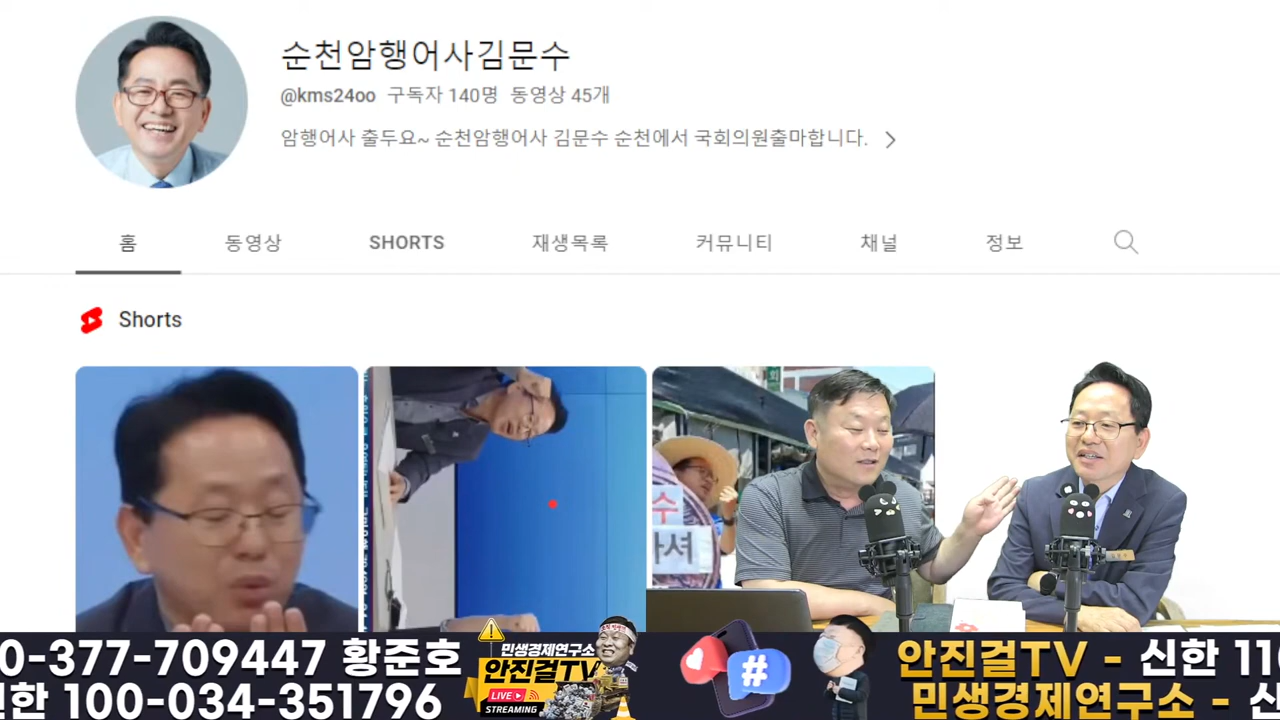 순천암행어사김문수
@kms24oo 구독자 140명 동영상 45개
암행어사 출두요~ 순천암행어사 김문수 순천에서 국회의원출마합니다.
홈 동영상 SHORTS 재생목록 커뮤니티 채널 정보
Shorts
수
셔
0-377-709447 황준호
신한 100-034-351796
민생경제연구소
안진걸TV
LIVE
STREAMING
#
안진걸TV - 신한 110
민생경제연구소 - 신